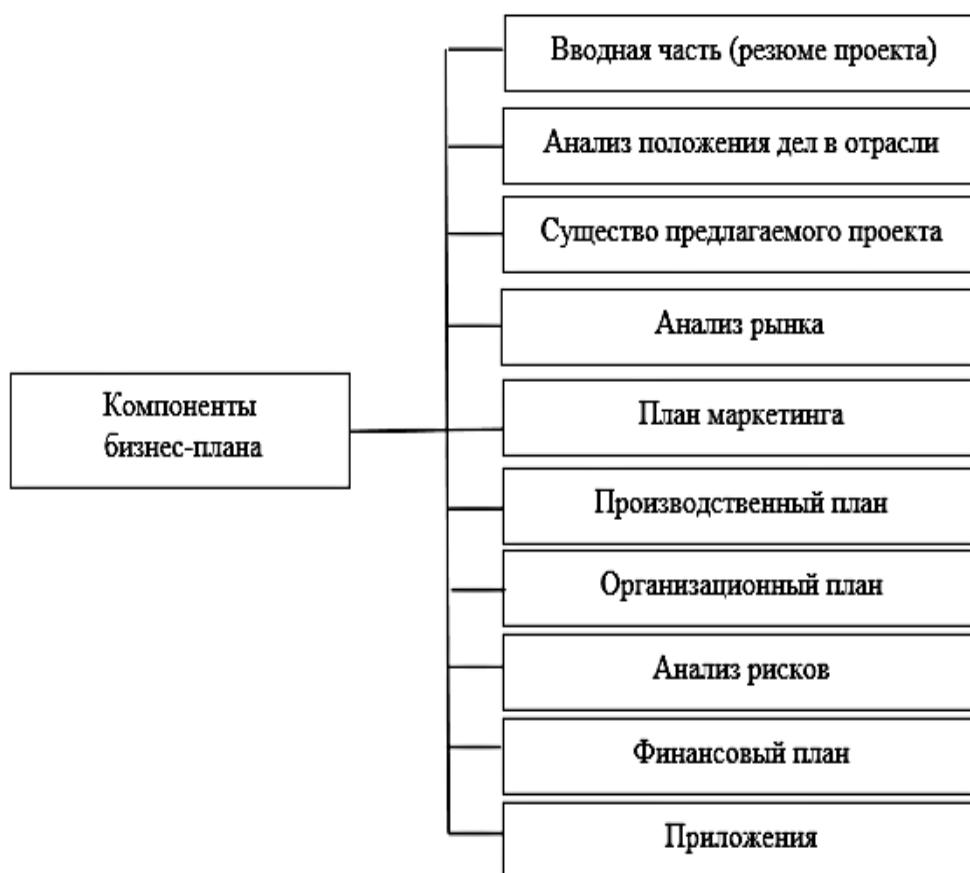 Вводная часть (резюме проекта)
Анализ положения дел в отрасли
Существо предлагаемого проекта
Анализ рынка
Компоненты
бизнес-плана
План маркетинга
Производственный план
Организационный план
Анализ рисков
Финансовый план
Приложения